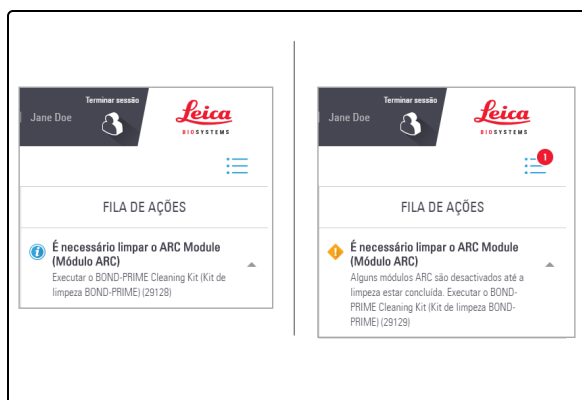 Terminar sessão
Jane Doe
Leica
BIOSYSTEMS
FILA DE AÇÕES
É necessário limpar o ARC Module
(Módulo ARC)
Executar o BOND-PRIME Cleaning Kit (Kit de
limpeza BOND-PRIME) (29128)
Terminar sessão
Jane Doe
Leica
BIOSYSTEMS
1
FILA DE AÇÕES
É necessário limpar o ARC Module
(Módulo ARC)
Alguns módulos ARC são desactivados até a
limpeza estar concluída. Executar o BOND-
PRIME Cleaning Kit (Kit de limpeza BOND-
PRIME) (29129)